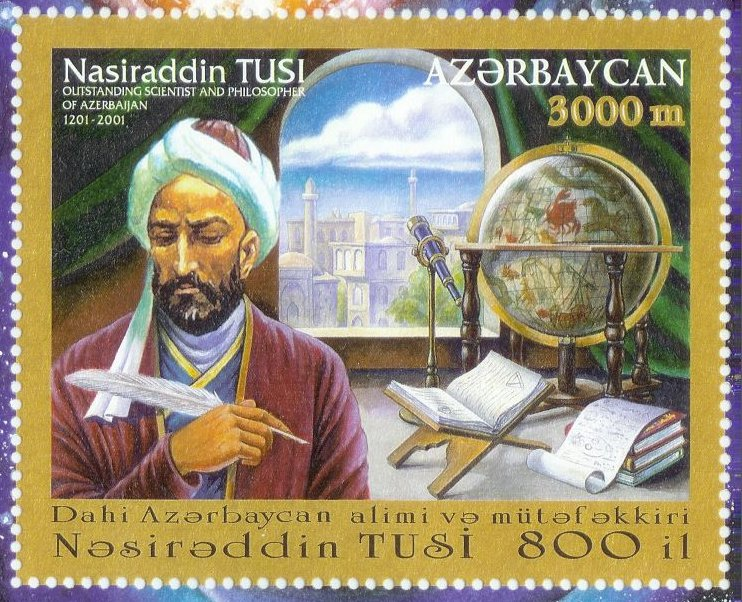 Nasiraddin TUSI
OUTSTANDING SCIENTIST AND PHILOSOPHER
OF AZERBAIJAN
1201-2001
AZƏRBAYCAN
3000 m
Dahi Azərbaycan alimi və mütəfəkkiri
Nəsirəddin TUSİ 800 il